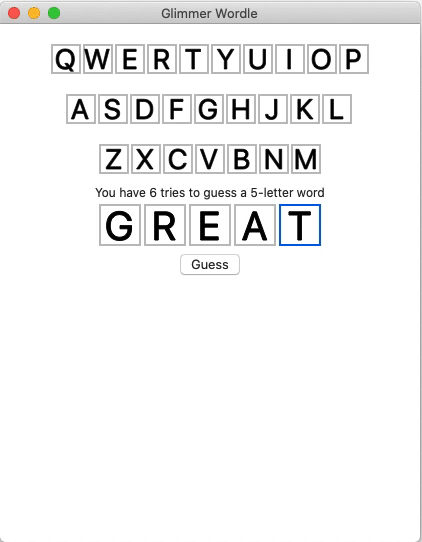 Glimmer Wordle
Q W E R T Y U I O P
A S D F G H J K L
Z X C V B N M
You have 6 tries to guess a 5-letter word
G R E A T
Guess